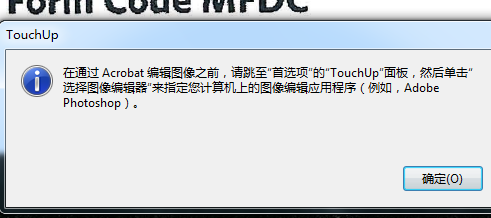 Form Code MFDC
TouchUp
在通过 Acrobat 编辑图像之前，请跳至“首选项”的“TouchUp”面板，然后单击“
选择图像编辑器”来指定您计算机上的图像编辑应用程序（例如，Adobe
Photoshop）。
确定(O)